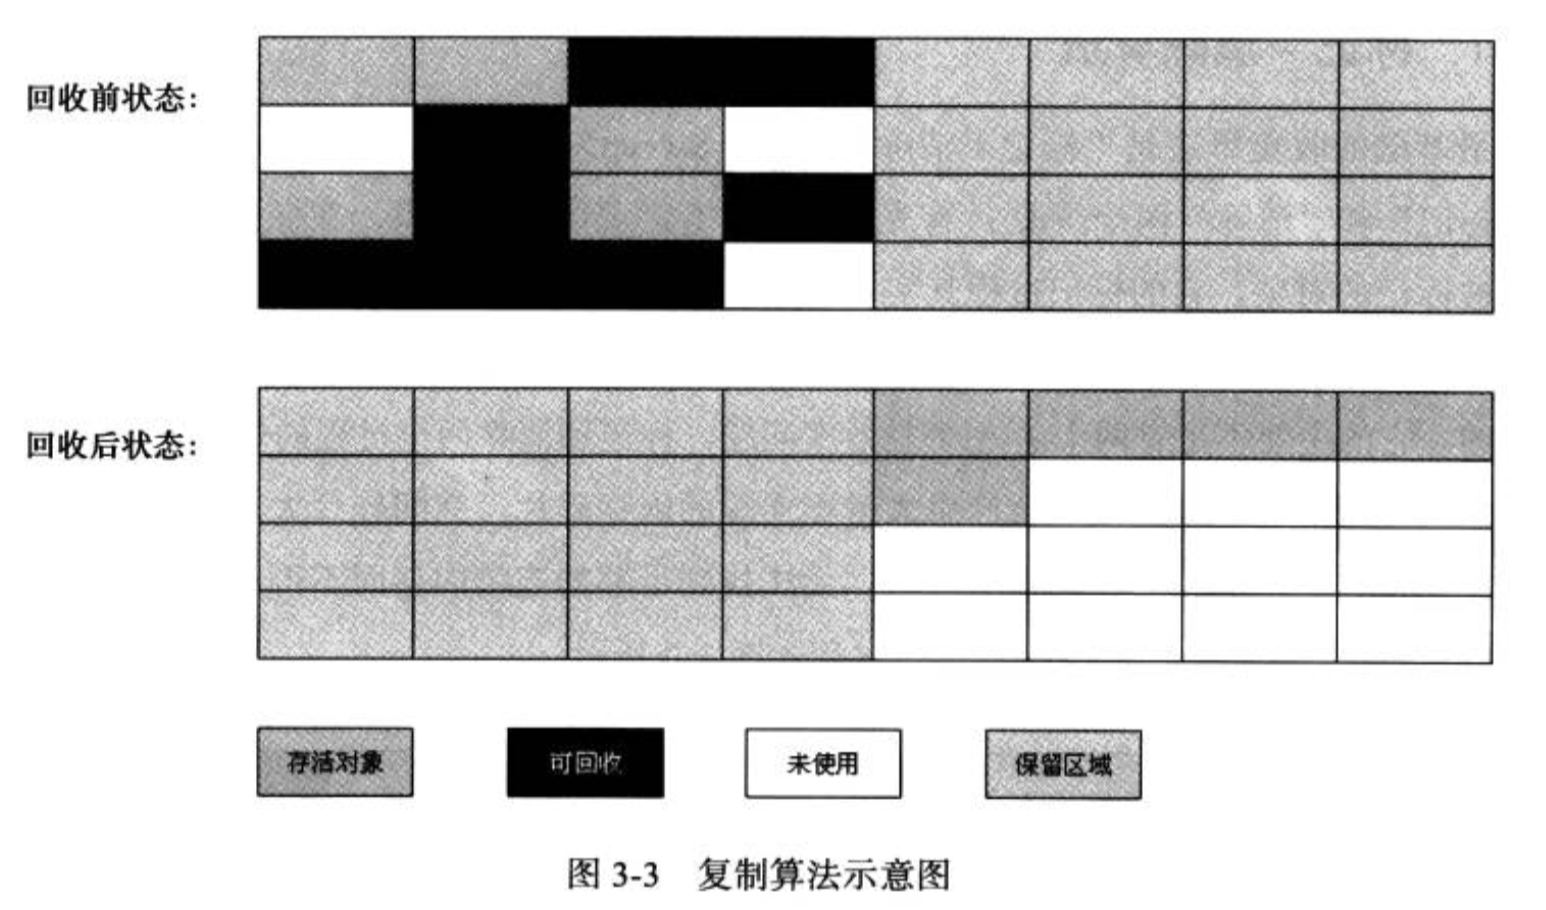 回收前状态:
回收后状态:
存活对象
可回收
未使用
保留区域
图 3-3 复制算法示意图